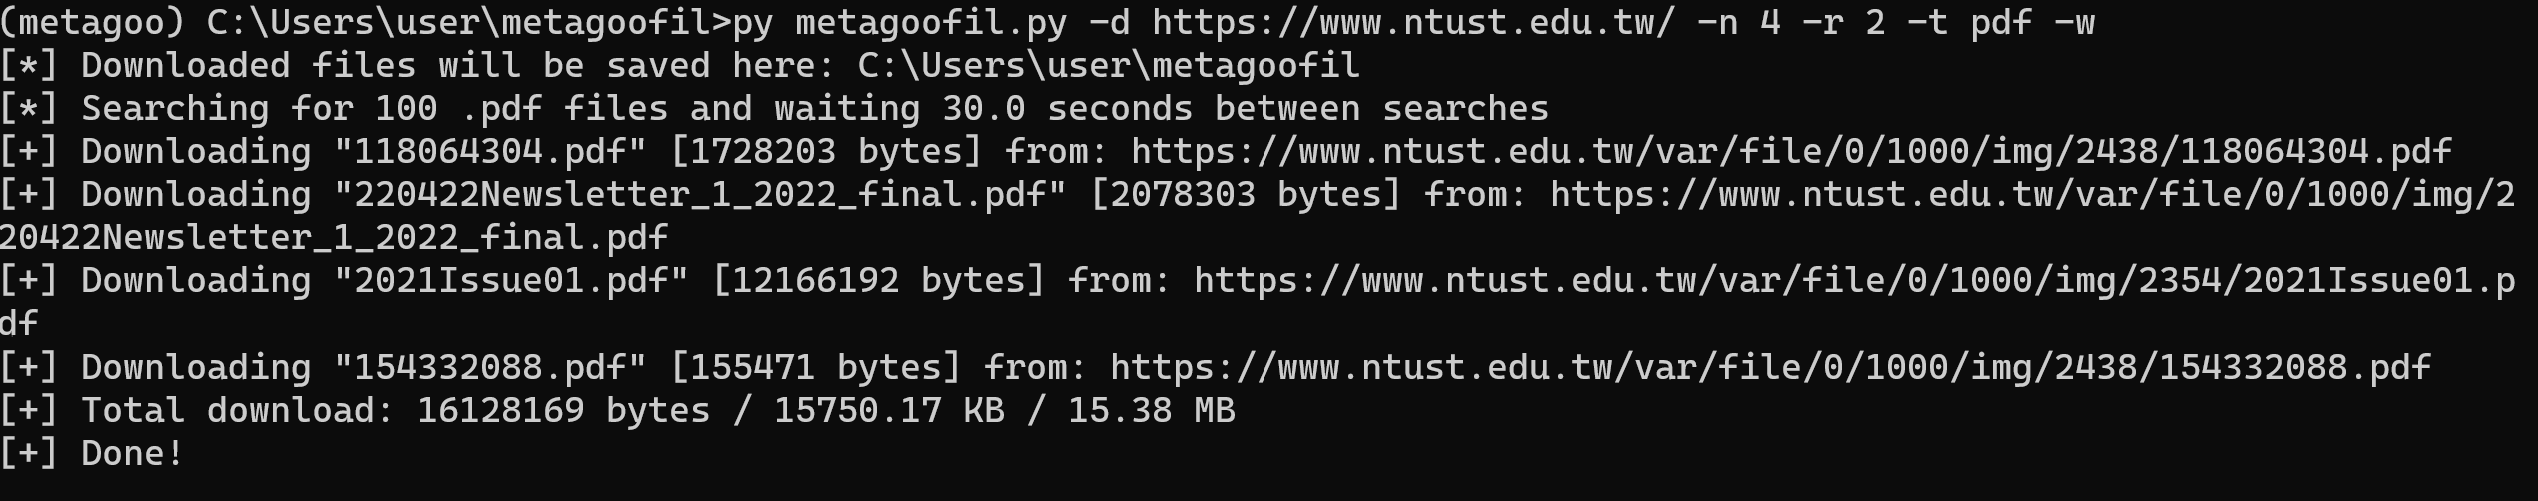 (metagoo) C:\Users\user\metagoofil>py metagoofil.py -d https://www.ntust.edu.tw/ -n 4 -r 2 -t pdf -w
[*] Downloaded files will be saved here: C:\Users\user\metagoofil
[*] Searching for 100 .pdf files and waiting 30.0 seconds between searches
[+] Downloading "118064304.pdf" [1728203 bytes] from: https://www.ntust.edu.tw/var/file/0/1000/img/2438/118064304.pdf
[+] Downloading "220422Newsletter_1_2022_final.pdf" [2078303 bytes] from: https://www.ntust.edu.tw/var/file/0/1000/img/2
20422Newsletter_1_2022_final.pdf
[+] Downloading "2021Issue01.pdf" [12166192 bytes] from: https://www.ntust.edu.tw/var/file/0/1000/img/2354/2021Issue01.p
df
[+] Downloading "154332088.pdf" [155471 bytes] from: https://www.ntust.edu.tw/var/file/0/1000/img/2438/154332088.pdf
[+] Total download: 16128169 bytes / 15750.17 KB / 15.38 MB
[+] Done!